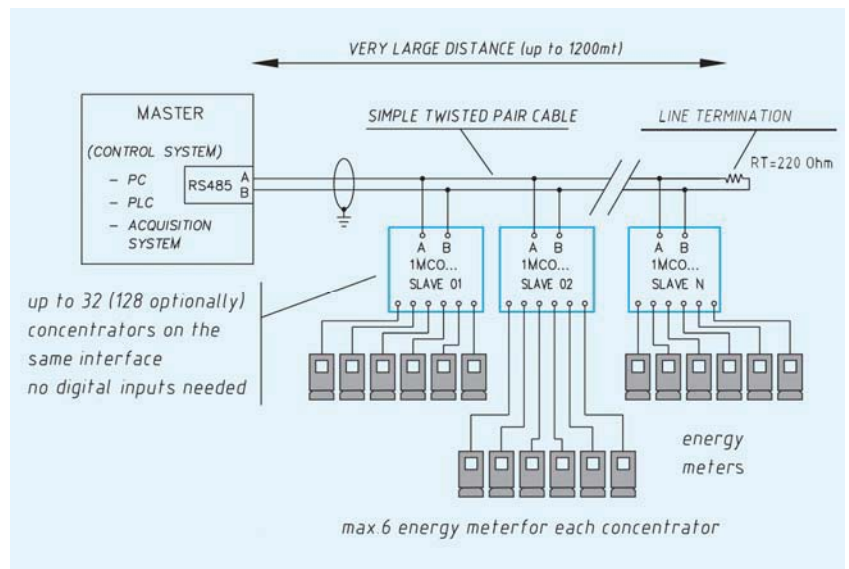 VERY LARGE DISTANCE (up to 1200mt)
MASTER
(CONTROL SYSTEM)
- PC
- PLC
- ACQUISITION
SYSTEM
RS485
A
B
SIMPLE TWISTED PAIR CABLE
LINE TERMINATION
RT=220 Ohm
A B
1MCO...
SLAVE 01
A B
1MCO...
SLAVE 02
A B
1MCO...
SLAVE N
up to 32 (128 optionally)
concentrators on the
same interface
no digital inputs needed
energy
meters
max.6 energy meterfor each concentrator